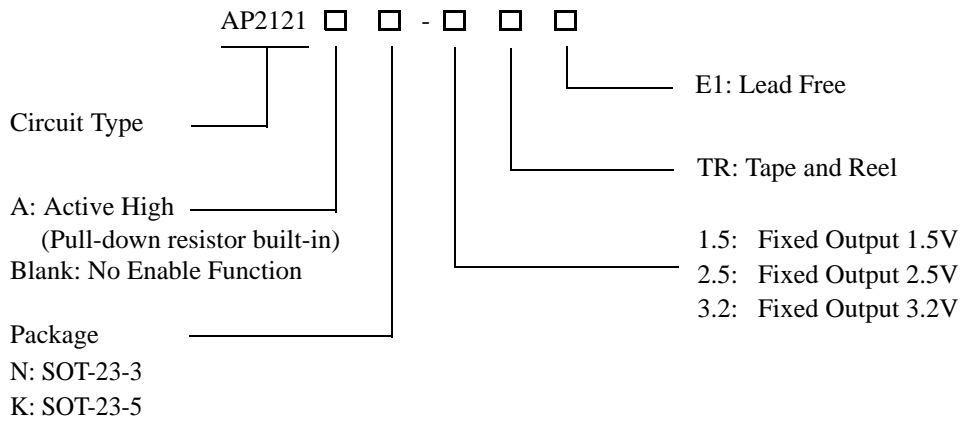 AP2121 □ □ - □ □ □
Circuit Type
A: Active High
(Pull-down resistor built-in)
Blank: No Enable Function
Package
N: SOT-23-3
K: SOT-23-5
E1: Lead Free
TR: Tape and Reel
1.5: Fixed Output 1.5V
2.5: Fixed Output 2.5V
3.2: Fixed Output 3.2V